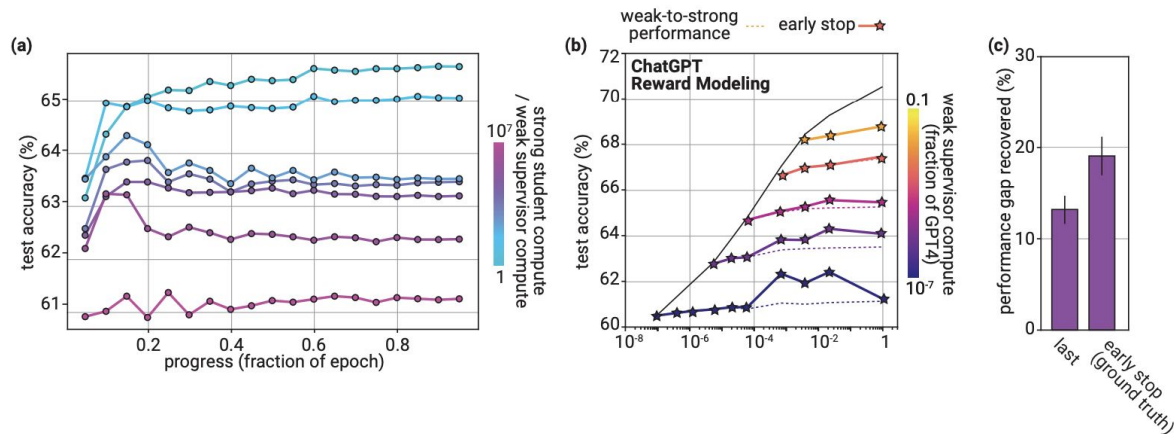 weak-to-strong
performance
early stop
(a)
test accuracy (%)
65
64
63
62
61
0.2
0.4
0.6
0.8
progress (fraction of epoch)
10⁷
1
strong student compute
/ weak supervisor compute
(b)
ChatGPT
Reward Modeling
test accuracy (%)
72
70
68
66
64
62
60
10⁻⁸
10⁻⁶
10⁻⁴
10⁻²
1
0.1
10⁻⁷
weak supervisor compute
(fraction of GPT4)
(c)
performance gap recovered (%)
30
20
10
0
last
early stop
(ground truth)